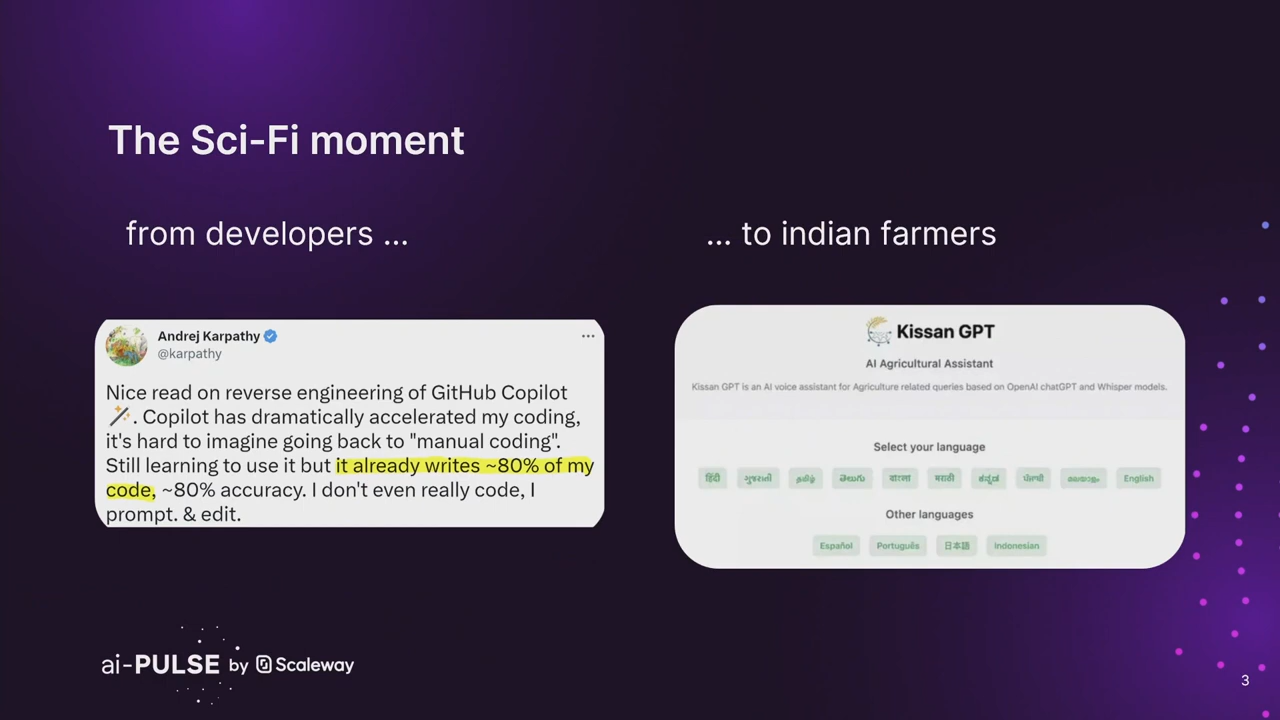 The Sci-Fi moment
from developers ...
Andrej Karpathy
@karpathy
Nice read on reverse engineering of GitHub Copilot
. Copilot has dramatically accelerated my coding,
it's hard to imagine going back to "manual coding".
Still learning to use it but it already writes ~80% of my
code, ~80% accuracy. I don't even really code, I
prompt. & edit.
... to indian farmers
Kissan GPT
AI Agricultural Assistant
Kissan GPT is an AI voice assistant for Agriculture related queries based on OpenAI chatGPT and Whisper models.
Select your language
हिंदी ગુજરાતી தமிழ் తెలుగు বাংলা मराठी ಕನ್ನಡ ਪੰਜਾਬੀ മലയാളം English
Other languages
Español Português 日本語 Indonesian
ai-PULSE by Scaleway
3